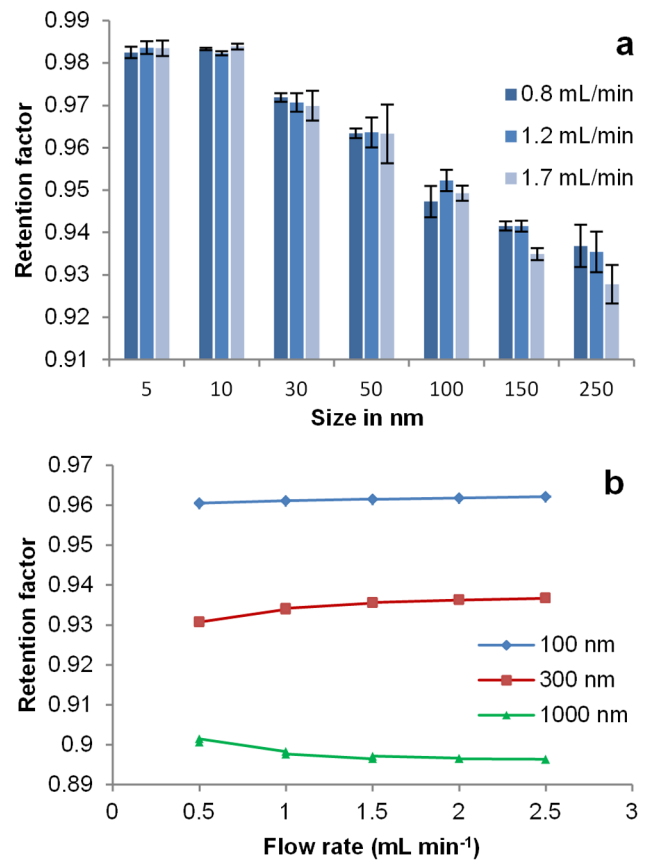 0.99
0.98
0.97
0.96
0.95
0.94
0.93
0.92
0.91
Retention factor
a
0.8 mL/min
1.2 mL/min
1.7 mL/min
5 10 30 50 100 150 250
Size in nm
0.97
0.96
0.95
0.94
0.93
0.92
0.91
0.9
0.89
Retention factor
b
100 nm
300 nm
1000 nm
0 0.5 1 1.5 2 2.5 3
Flow rate (mL min⁻¹)